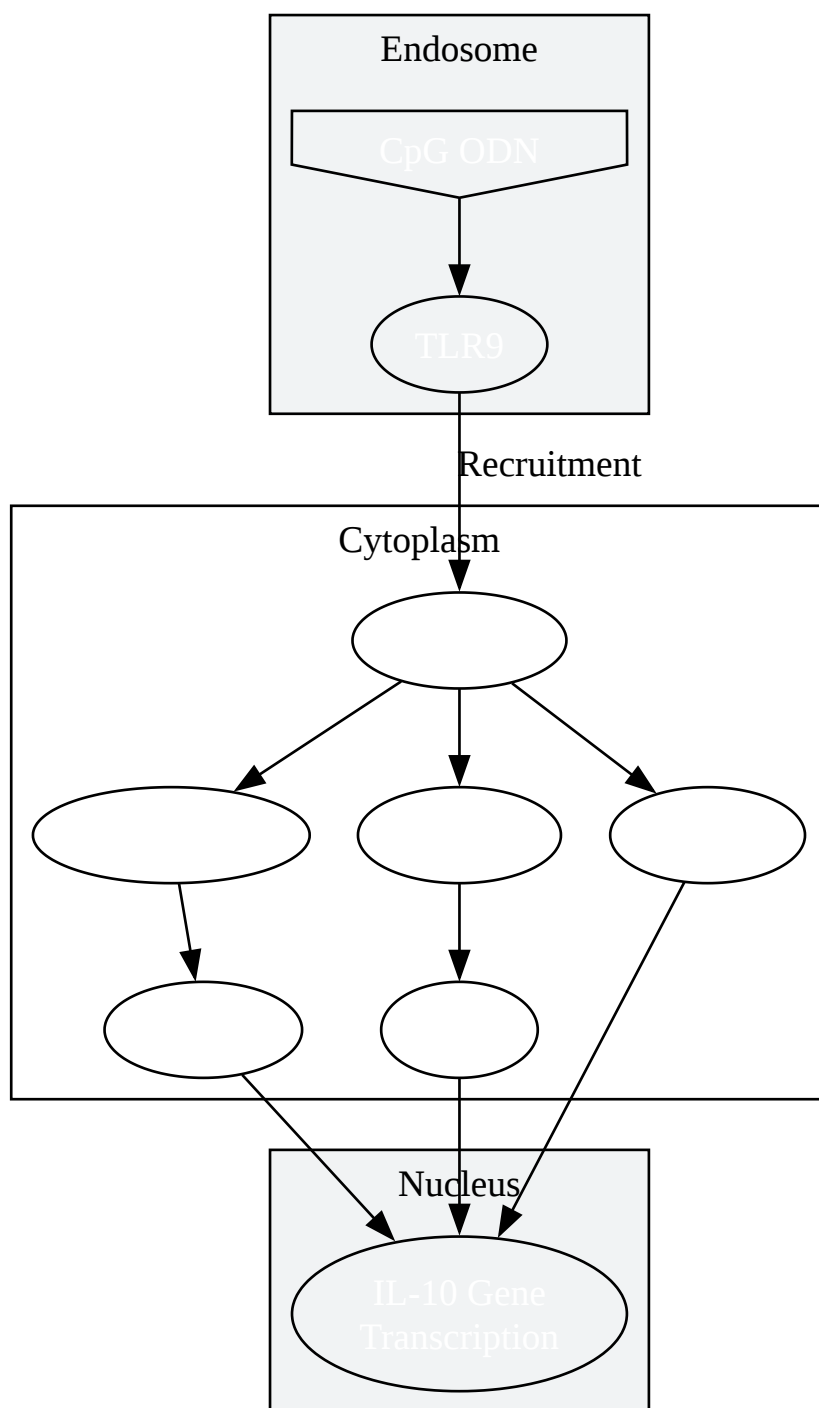 Endosome
CpG ODN
TLR9
Recruitment
Cytoplasm
Nucleus
IL-10 Gene
Transcription